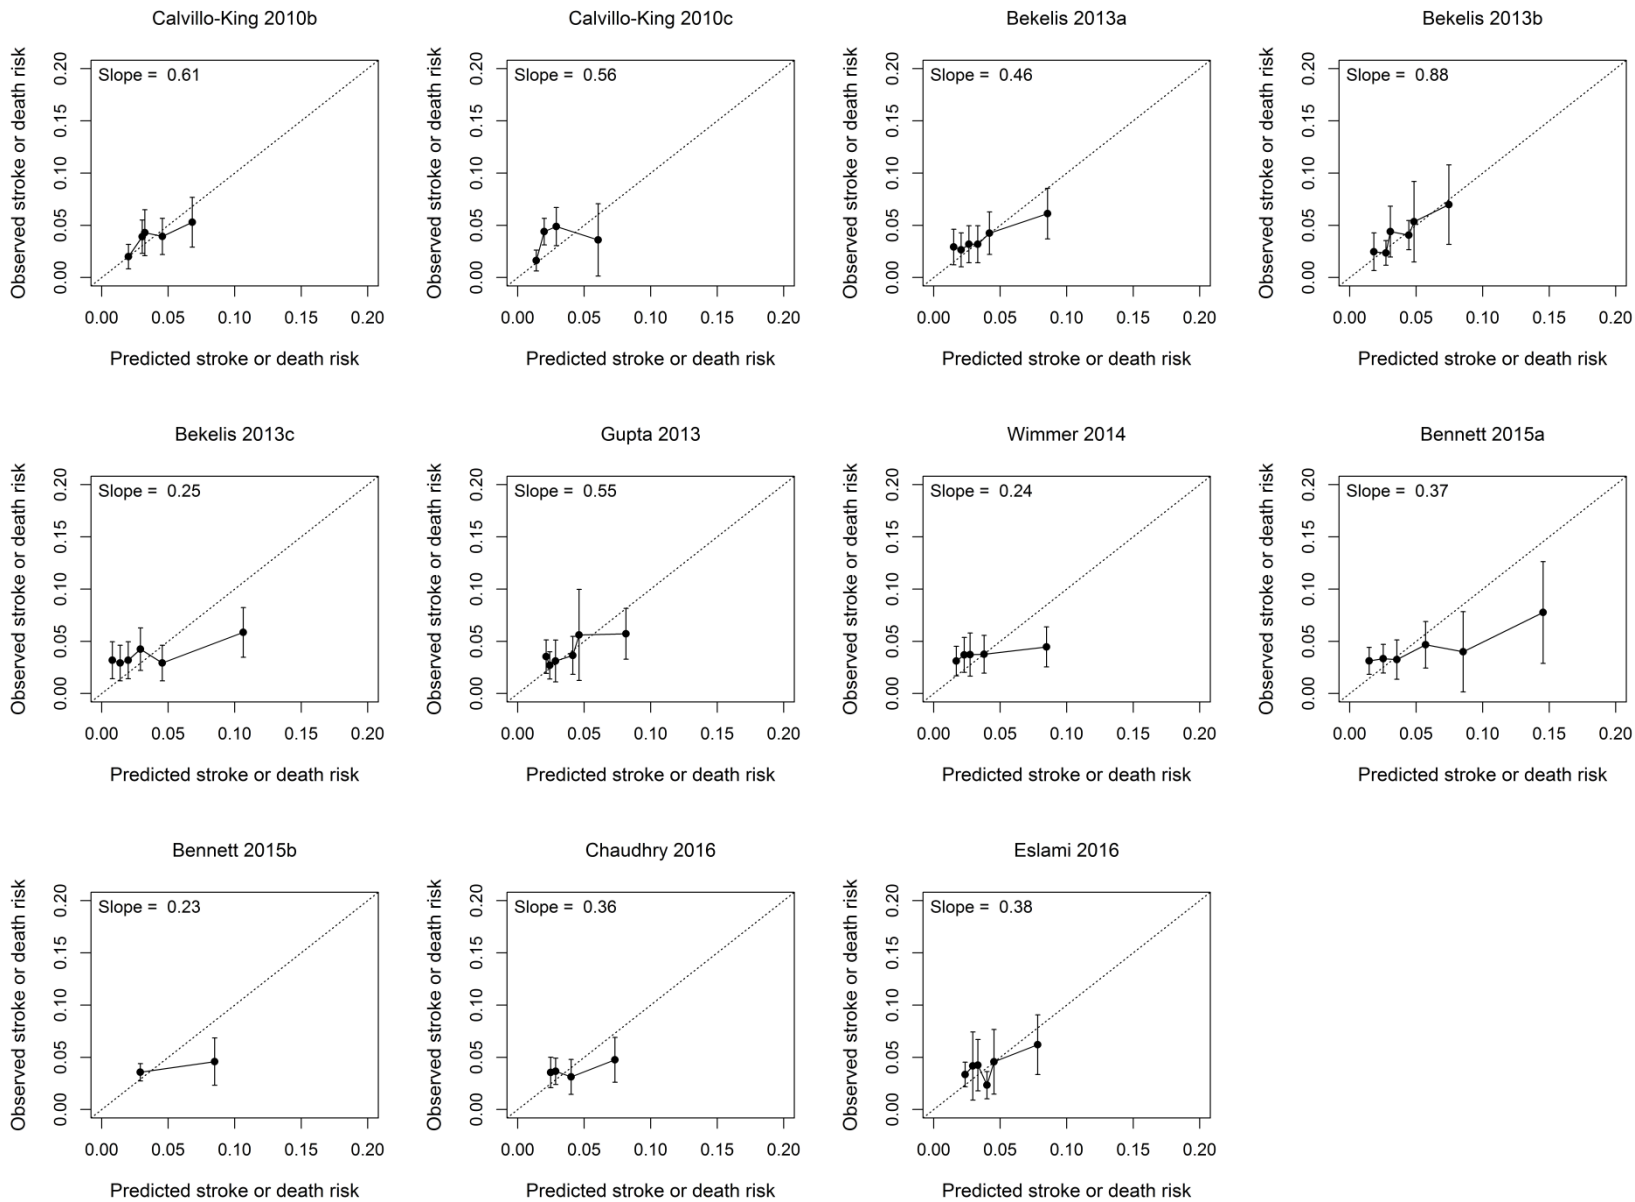 Calvillo-King 2010b
Slope = 0.61
Observed stroke or death risk
0.20
0.15
0.10
0.05
0.00
0.00 0.05 0.10 0.15 0.20
Predicted stroke or death risk
Calvillo-King 2010c
Slope = 0.56
Observed stroke or death risk
0.20
0.15
0.10
0.05
0.00
0.00 0.05 0.10 0.15 0.20
Predicted stroke or death risk
Bekelis 2013a
Slope = 0.46
Observed stroke or death risk
0.20
0.15
0.10
0.05
0.00
0.00 0.05 0.10 0.15 0.20
Predicted stroke or death risk
Bekelis 2013b
Slope = 0.88
Observed stroke or death risk
0.20
0.15
0.10
0.05
0.00
0.00 0.05 0.10 0.15 0.20
Predicted stroke or death risk
Bekelis 2013c
Slope = 0.25
Observed stroke or death risk
0.20
0.15
0.10
0.05
0.00
0.00 0.05 0.10 0.15 0.20
Predicted stroke or death risk
Gupta 2013
Slope = 0.55
Observed stroke or death risk
0.20
0.15
0.10
0.05
0.00
0.00 0.05 0.10 0.15 0.20
Predicted stroke or death risk
Wimmer 2014
Slope = 0.24
Observed stroke or death risk
0.20
0.15
0.10
0.05
0.00
0.00 0.05 0.10 0.15 0.20
Predicted stroke or death risk
Bennett 2015a
Slope = 0.37
Observed stroke or death risk
0.20
0.15
0.10
0.05
0.00
0.00 0.05 0.10 0.15 0.20
Predicted stroke or death risk
Bennett 2015b
Slope = 0.23
Observed stroke or death risk
0.20
0.15
0.10
0.05
0.00
0.00 0.05 0.10 0.15 0.20
Predicted stroke or death risk
Chaudhry 2016
Slope = 0.36
Observed stroke or death risk
0.20
0.15
0.10
0.05
0.00
0.00 0.05 0.10 0.15 0.20
Predicted stroke or death risk
Eslami 2016
Slope = 0.38
Observed stroke or death risk
0.20
0.15
0.10
0.05
0.00
0.00 0.05 0.10 0.15 0.20
Predicted stroke or death risk